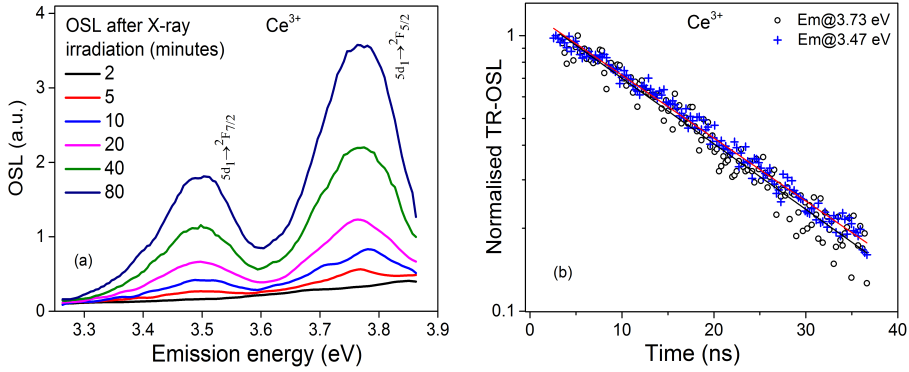 OSL after X-ray
irradiation (minutes)
2
5
10
20
40
80
Ce³⁺
5d₁→²F₇/₂
5d₁→²F₅/₂
(a)
OSL (a.u.)
4
3
2
1
0
3.3 3.4 3.5 3.6 3.7 3.8 3.9
Emission energy (eV)
Ce³⁺
Em@3.73 eV
Em@3.47 eV
(b)
Normalised TR-OSL
1
0.1
0 10 20 30 40
Time (ns)